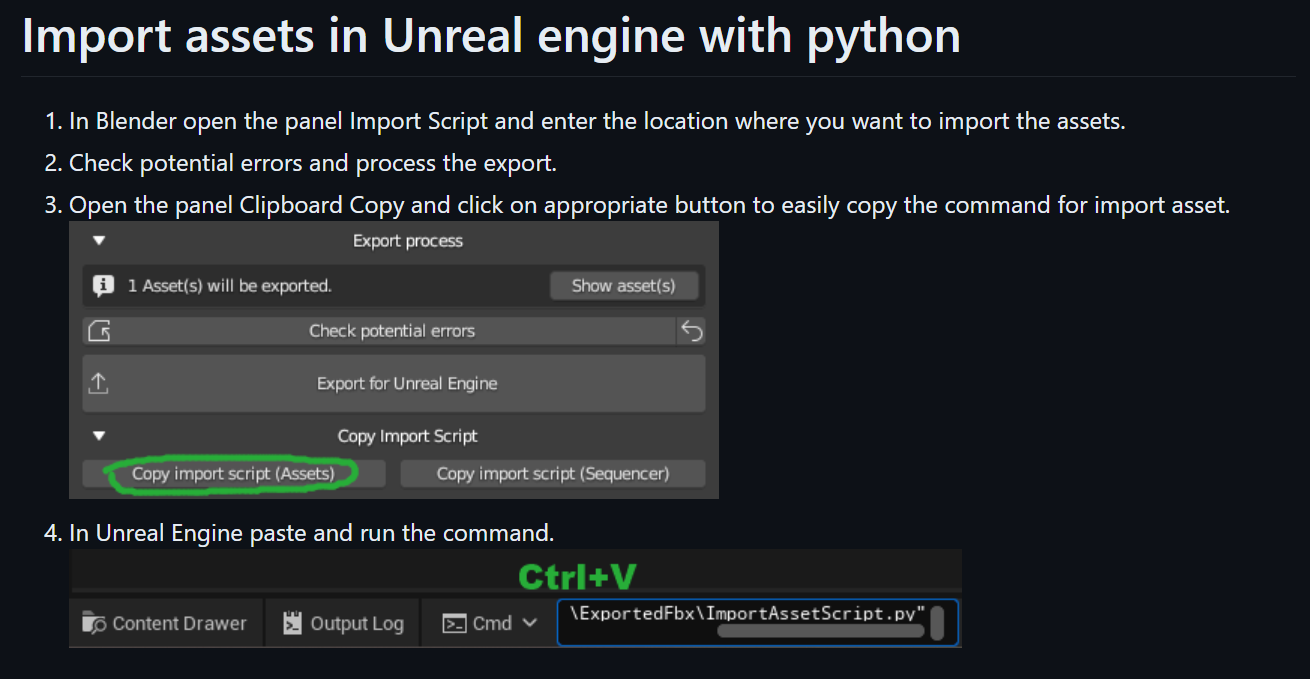 Import assets in Unreal engine with python
1. In Blender open the panel Import Script and enter the location where you want to import the assets.
2. Check potential errors and process the export.
3. Open the panel Clipboard Copy and click on appropriate button to easily copy the command for import asset.
Export process
1 Asset(s) will be exported.
Show asset(s)
Check potential errors
Export for Unreal Engine
Copy Import Script
Copy import script (Assets)
Copy import script (Sequencer)
4. In Unreal Engine paste and run the command.
Ctrl+V
Content Drawer
Output Log
Cmd
\ExportedFbx\ImportAssetScript.py"